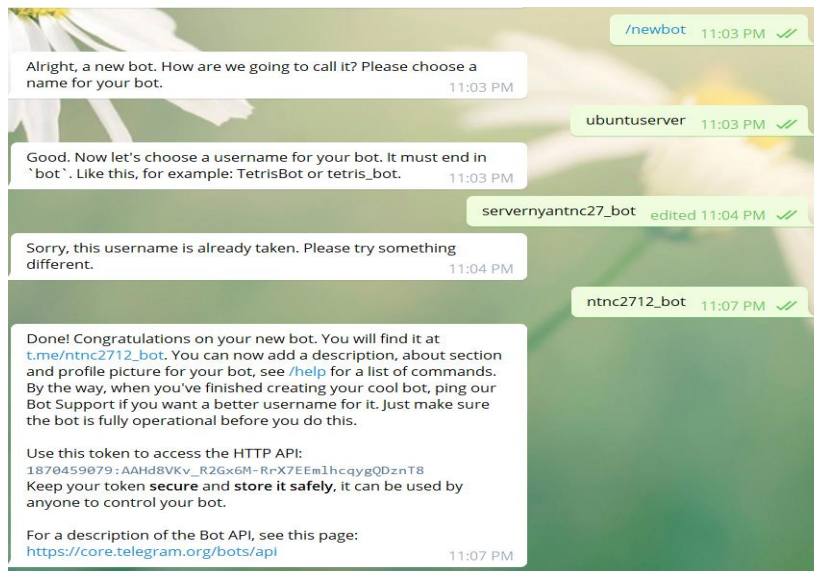 /newbot 11:03 PM
Alright, a new bot. How are we going to call it? Please choose a
name for your bot.
11:03 PM
ubuntuserver 11:03 PM
Good. Now let's choose a username for your bot. It must end in
`bot`. Like this, for example: TetrisBot or tetris_bot.
11:03 PM
servernyantnc27_bot edited 11:04 PM
Sorry, this username is already taken. Please try something
different.
11:04 PM
ntnc2712_bot 11:07 PM
Done! Congratulations on your new bot. You will find it at
t.me/ntnc2712_bot. You can now add a description, about section
and profile picture for your bot, see /help for a list of commands.
By the way, when you've finished creating your cool bot, ping our
Bot Support if you want a better username for it. Just make sure
the bot is fully operational before you do this.
Use this token to access the HTTP API:
1870459079:AAHd8VKv_R2Gx6M-RrX7EEmlhcqygQDznT8
Keep your token secure and store it safely, it can be used by
anyone to control your bot.
For a description of the Bot API, see this page:
https://core.telegram.org/bots/api
11:07 PM